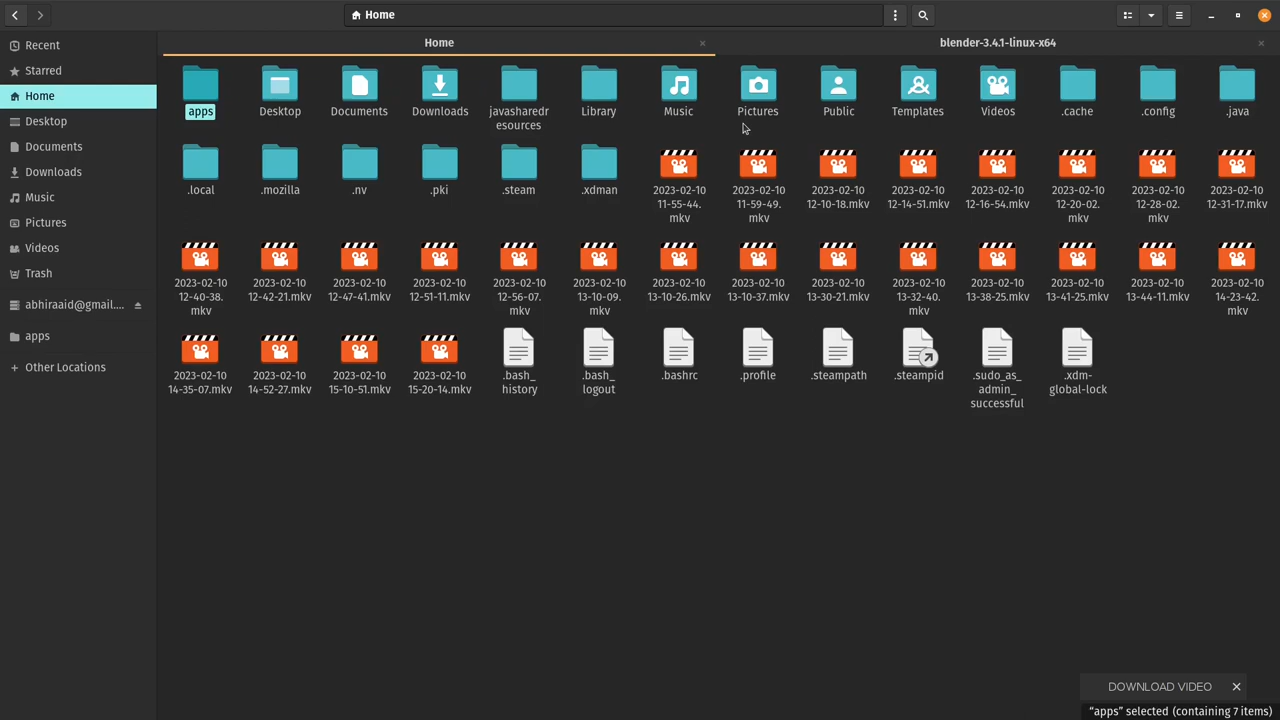 Home
Recent
Starred
Home
Desktop
Documents
Downloads
Music
Pictures
Videos
Trash
abhiraaid@gmail....
apps
Other Locations
Home
blender-3.4.1-linux-x64
apps
Desktop
Documents
Downloads
javasharedr
esources
Library
Music
Pictures
Public
Templates
Videos
.cache
.config
.java
.local
.mozilla
.nv
.pki
.steam
.xdman
2023-02-10
11-55-44.
mkv
2023-02-10
11-59-49.
mkv
2023-02-10
12-10-18.mkv
2023-02-10
12-14-51.mkv
2023-02-10
12-16-54.mkv
2023-02-10
12-20-02.
mkv
2023-02-10
12-28-02.
mkv
2023-02-10
12-31-17.mkv
2023-02-10
12-40-38.
mkv
2023-02-10
12-42-21.mkv
2023-02-10
12-47-41.mkv
2023-02-10
12-51-11.mkv
2023-02-10
12-56-07.
mkv
2023-02-10
13-10-09.
mkv
2023-02-10
13-10-26.mkv
2023-02-10
13-10-37.mkv
2023-02-10
13-30-21.mkv
2023-02-10
13-32-40.
mkv
2023-02-10
13-38-25.mkv
2023-02-10
13-41-25.mkv
2023-02-10
13-44-11.mkv
2023-02-10
14-23-42.
mkv
2023-02-10
14-35-07.mkv
2023-02-10
14-52-27.mkv
2023-02-10
15-10-51.mkv
2023-02-10
15-20-14.mkv
.bash_
history
.bash_
logout
.bashrc
.profile
.steampath
.steampid
.sudo_as_
admin_
successful
.xdm-
global-lock
DOWNLOAD VIDEO
“apps” selected (containing 7 items)